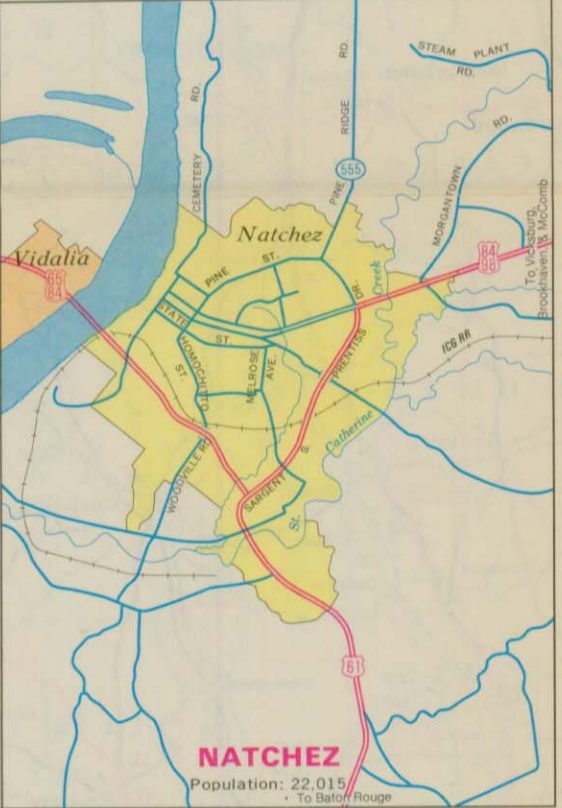 STEAM PLANT
RD.
CEMETERY RD.
PINE RIDGE RD.
555
MORGANTOWN RD.
Natchez
Vidalia
65
84
84
98
To Vicksburg,
Brookhaven, & McComb
PINE ST.
STATE ST.
HOMOCHITTO
ST.
MELROSE
AVE.
S. PRENTISS DR.
ICG RR
St. Catherine Creek
WOODVILLE RD.
SARGENT
61
NATCHEZ
Population: 22,015
To Baton Rouge